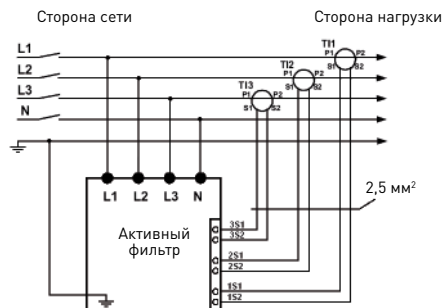 Сторона сети
Сторона нагрузки
TI1
L1
P1 P2
S1 S2
TI2
L2
P1 P2
S1 S2
TI3
L3
P1 P2
S1 S2
N
L1 L2 L3 N
2,5 мм²
Активный
фильтр
3S1
3S2
2S1
2S2
1S1
1S2